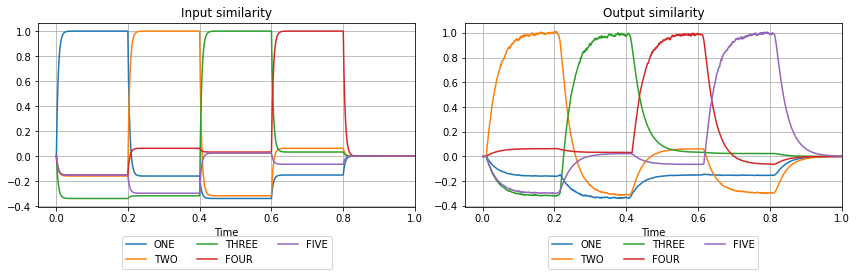 Input similarity
1.0
0.8
0.6
0.4
0.2
0.0
−0.2
−0.4
0.0 0.2 0.4 0.6 0.8 1.0
Time
ONE THREE FIVE
TWO FOUR
Output similarity
1.0
0.8
0.6
0.4
0.2
0.0
−0.2
−0.4
0.0 0.2 0.4 0.6 0.8 1.0
Time
ONE THREE FIVE
TWO FOUR